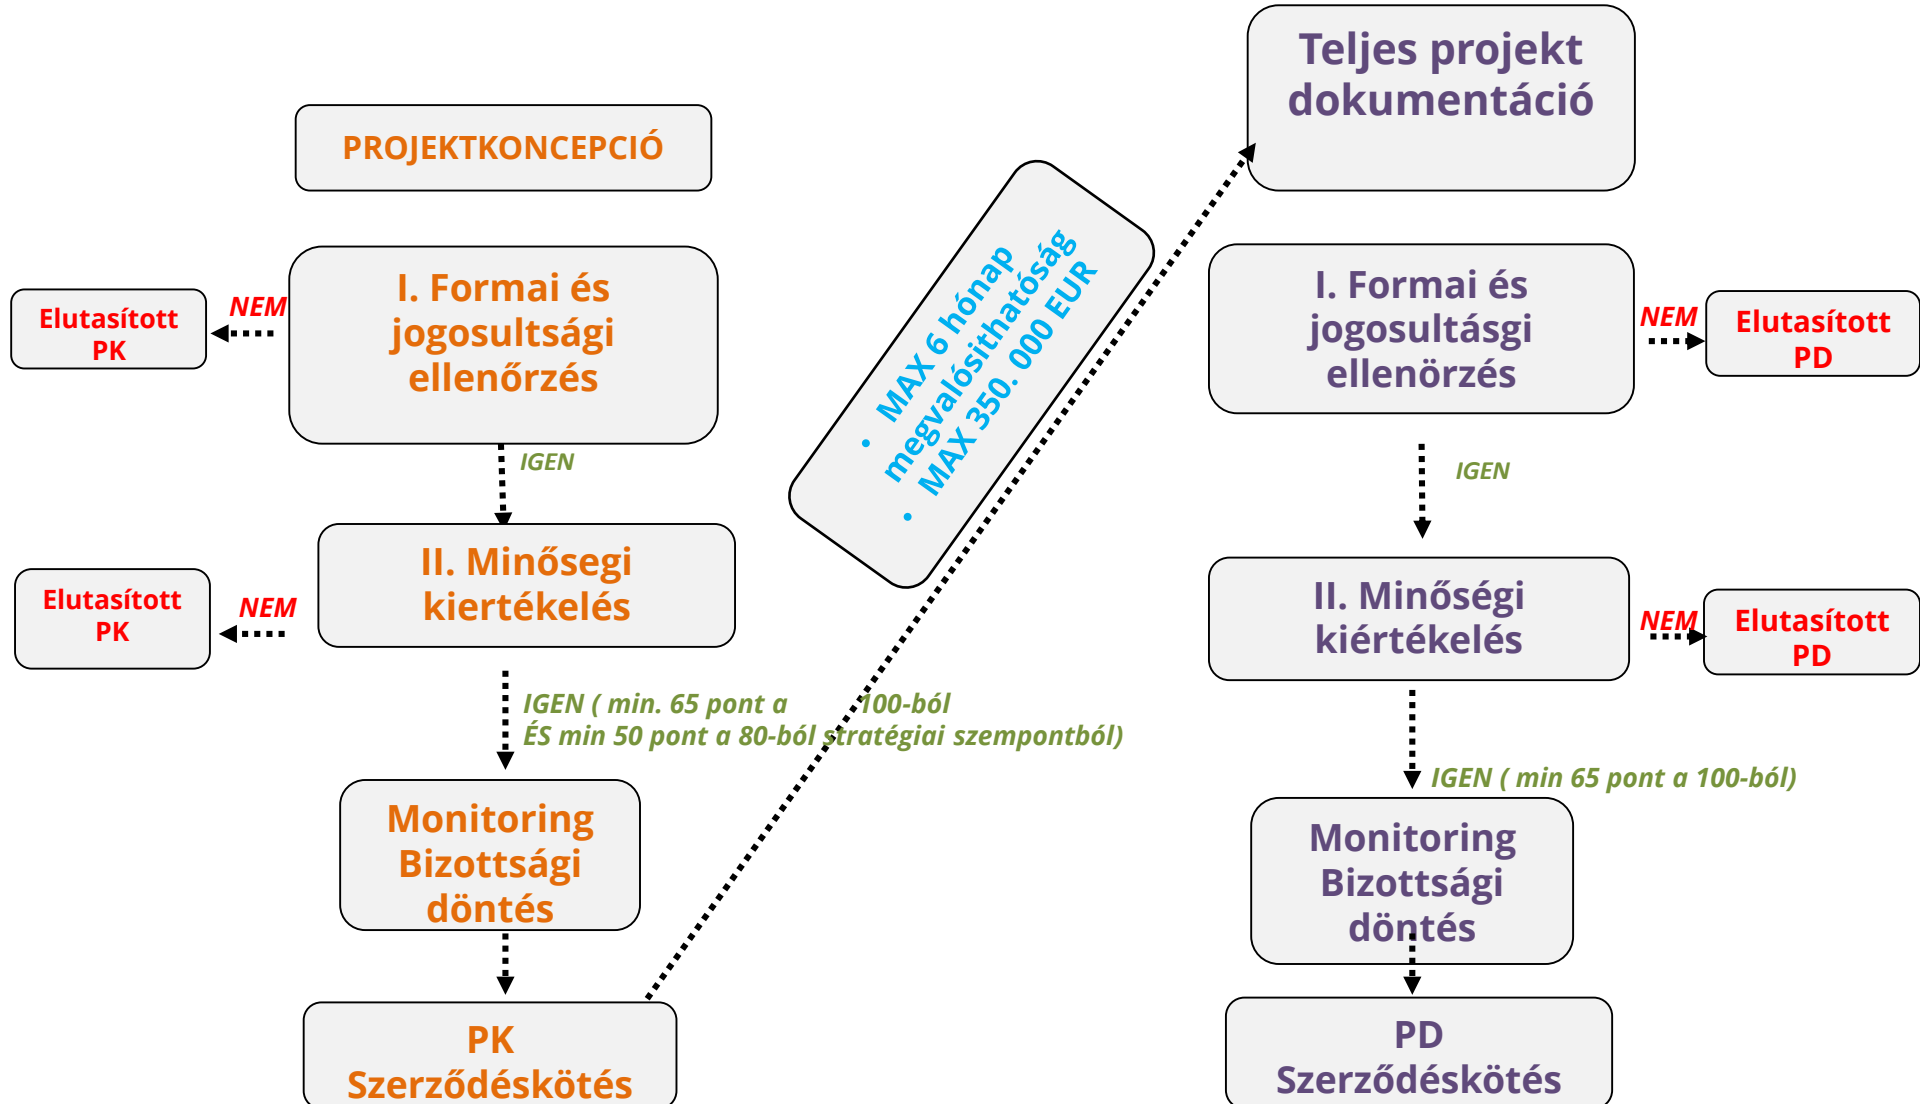 PROJEKTKONCEPCIÓ
I. Formai és
jogosultsági
ellenőrzés
NEM
Elutasított
PK
IGEN
II. Minősegi
kiertékelés
NEM
Elutasított
PK
IGEN ( min. 65 pont a 100-ból
ÉS min 50 pont a 80-ból stratégiai szempontból)
Monitoring
Bizottsági
döntés
PK
Szerződéskötés
• MAX 6 hónap
megvalósithatóság
• MAX 350. 000 EUR
Teljes projekt
dokumentáció
I. Formai és
jogosultásgi
ellenörzés
NEM
Elutasított
PD
IGEN
II. Minőségi
kiértékelés
NEM
Elutasított
PD
IGEN ( min 65 pont a 100-ból)
Monitoring
Bizottsági
döntés
PD
Szerződéskötés